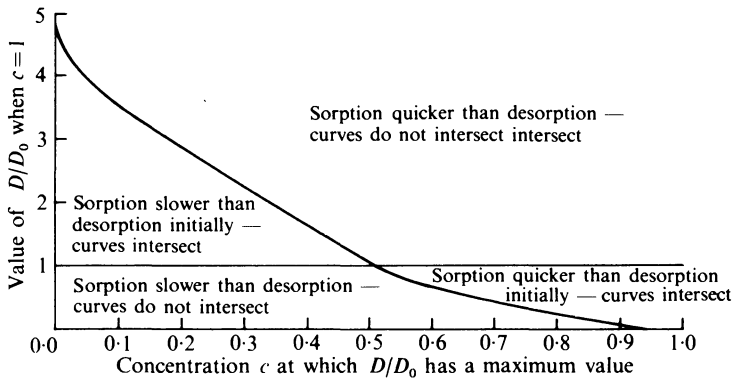 5
4
3
2
1
Value of D/D₀ when c=1
Sorption quicker than desorption —
curves do not intersect intersect
Sorption slower than
desorption initially —
curves intersect
Sorption slower than desorption —
curves do not intersect
Sorption quicker than desorption
initially — curves intersect
0·0 0·1 0·2 0·3 0·4 0·5 0·6 0·7 0·8 0·9 1·0
Concentration c at which D/D₀ has a maximum value